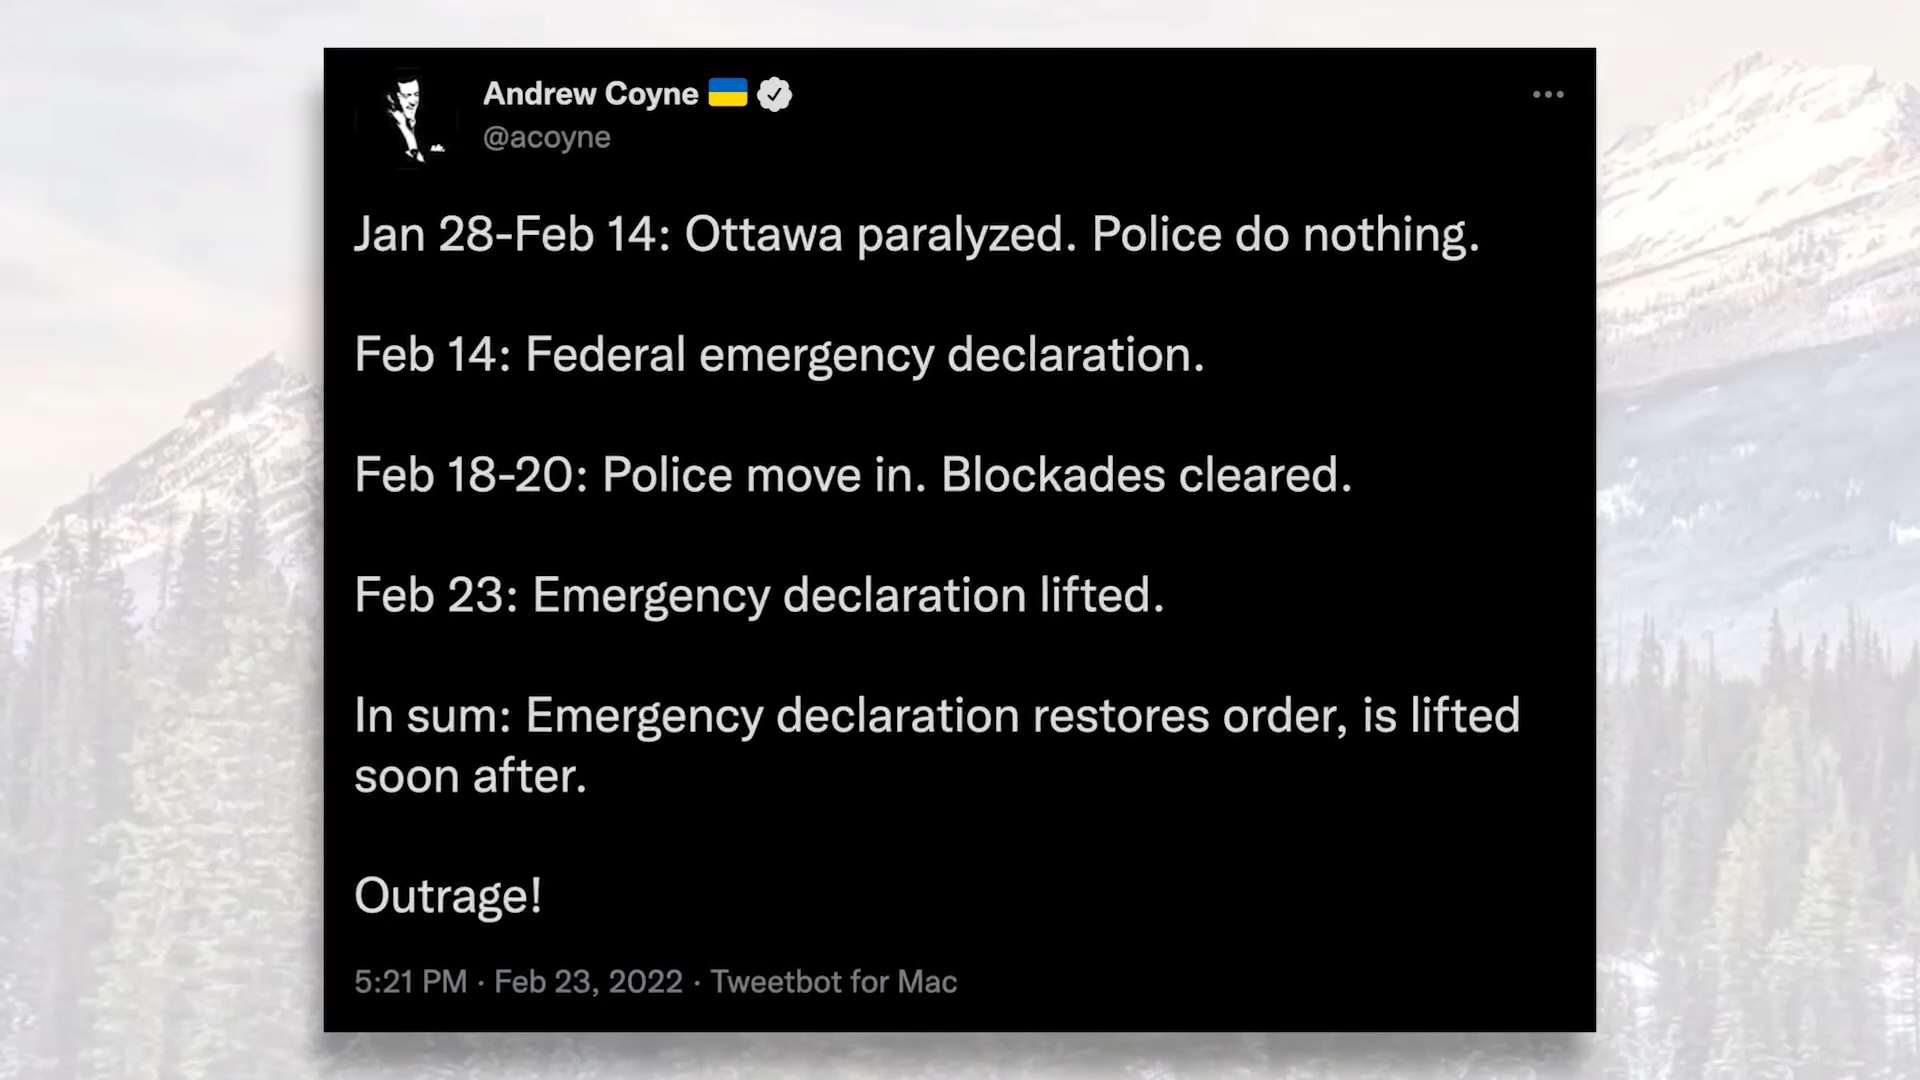 Andrew Coyne
@acoyne
Jan 28-Feb 14: Ottawa paralyzed. Police do nothing.
Feb 14: Federal emergency declaration.
Feb 18-20: Police move in. Blockades cleared.
Feb 23: Emergency declaration lifted.
In sum: Emergency declaration restores order, is lifted
soon after.
Outrage!
5:21 PM · Feb 23, 2022 · Tweetbot for Mac